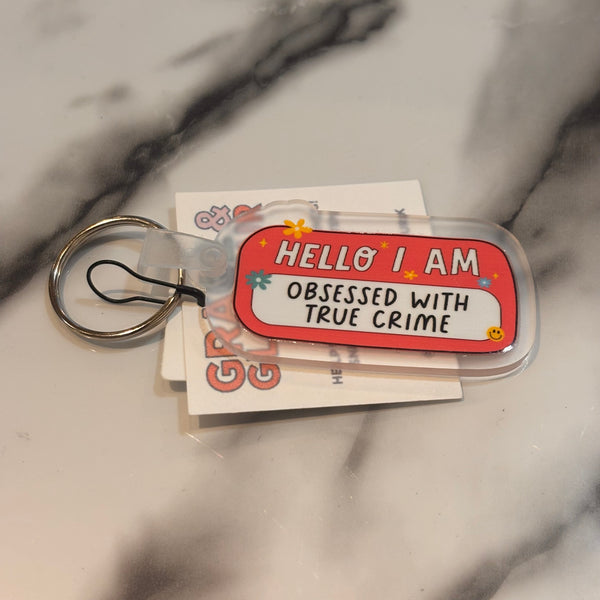 HELLO I AM
OBSESSED WITH
TRUE CRIME
&